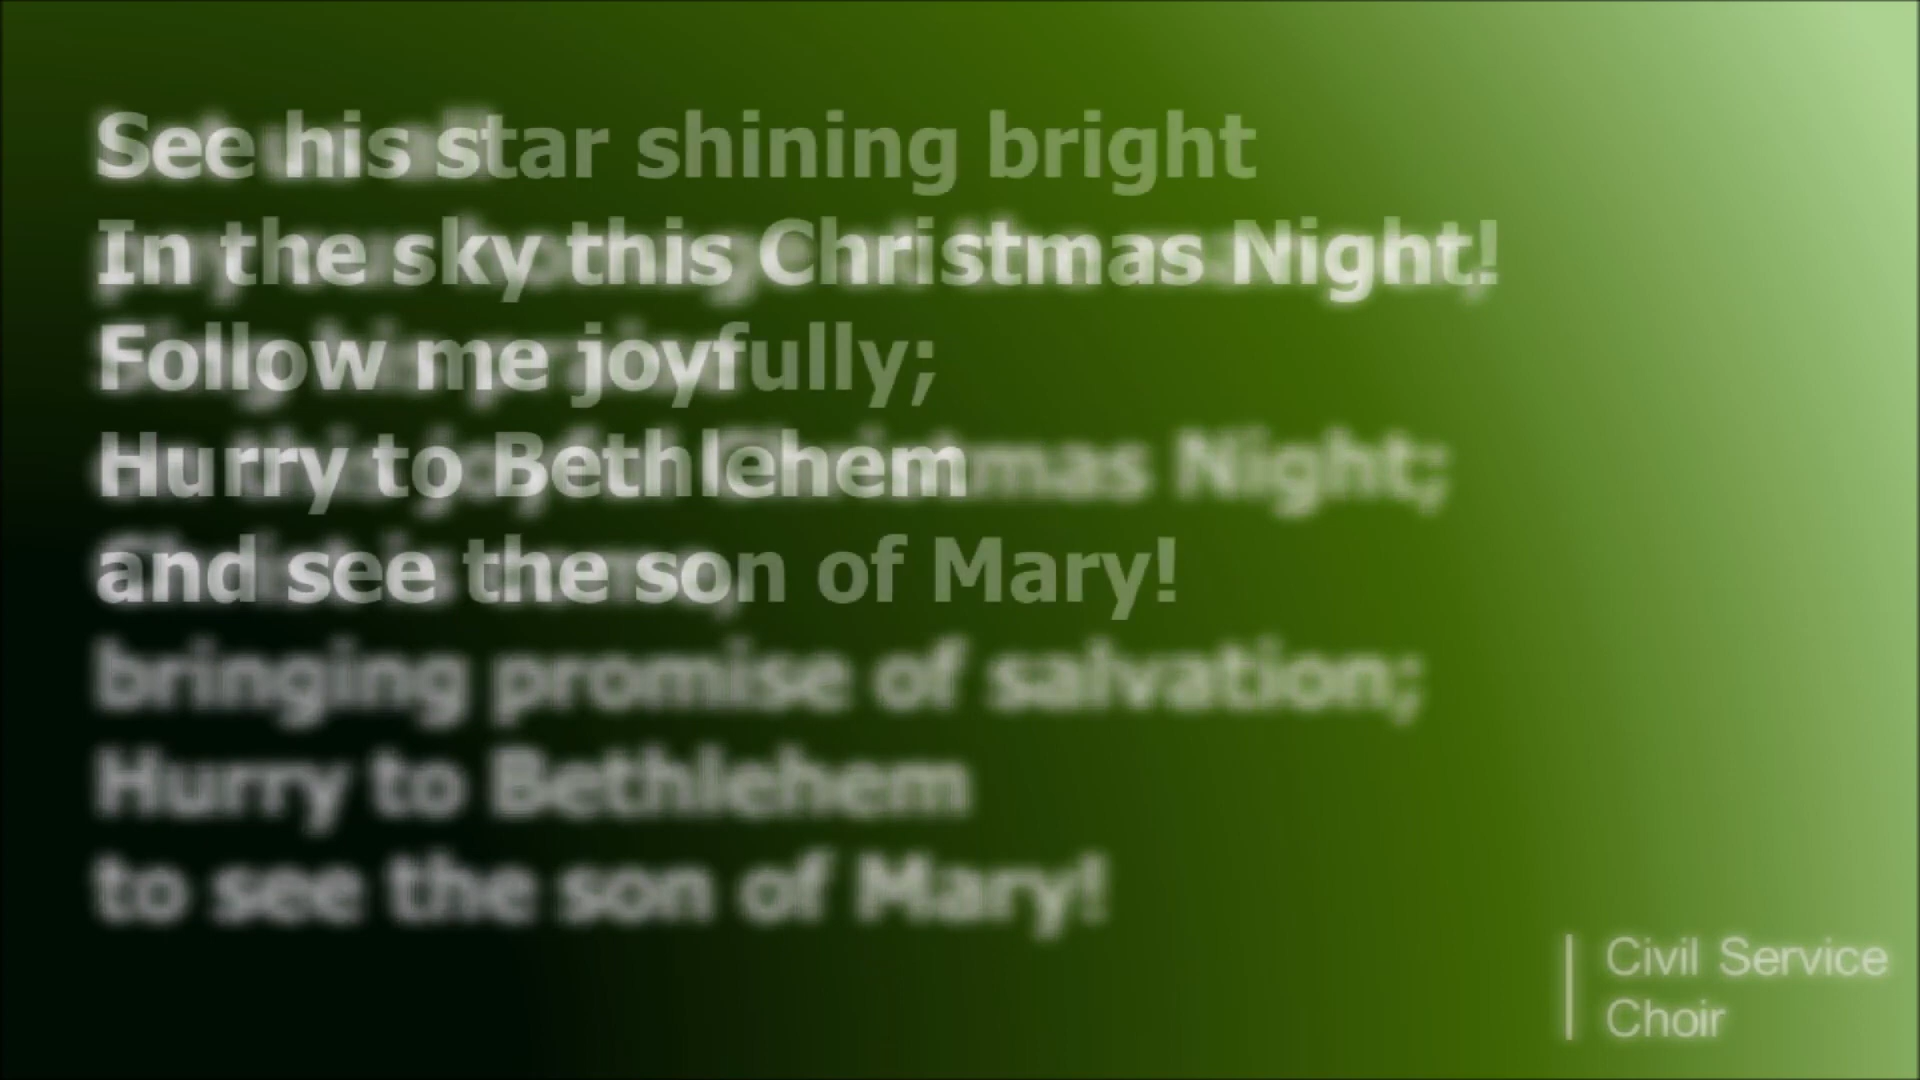 See his star shining bright
In the sky this Christmas Night!
Follow me joyfully;
Hurry to Bethlehem
and see the son of Mary!
mas Night;
bringing promise of salvation;
Hurry to Bethlehem
to see the son of Mary!
Civil Service
Choir